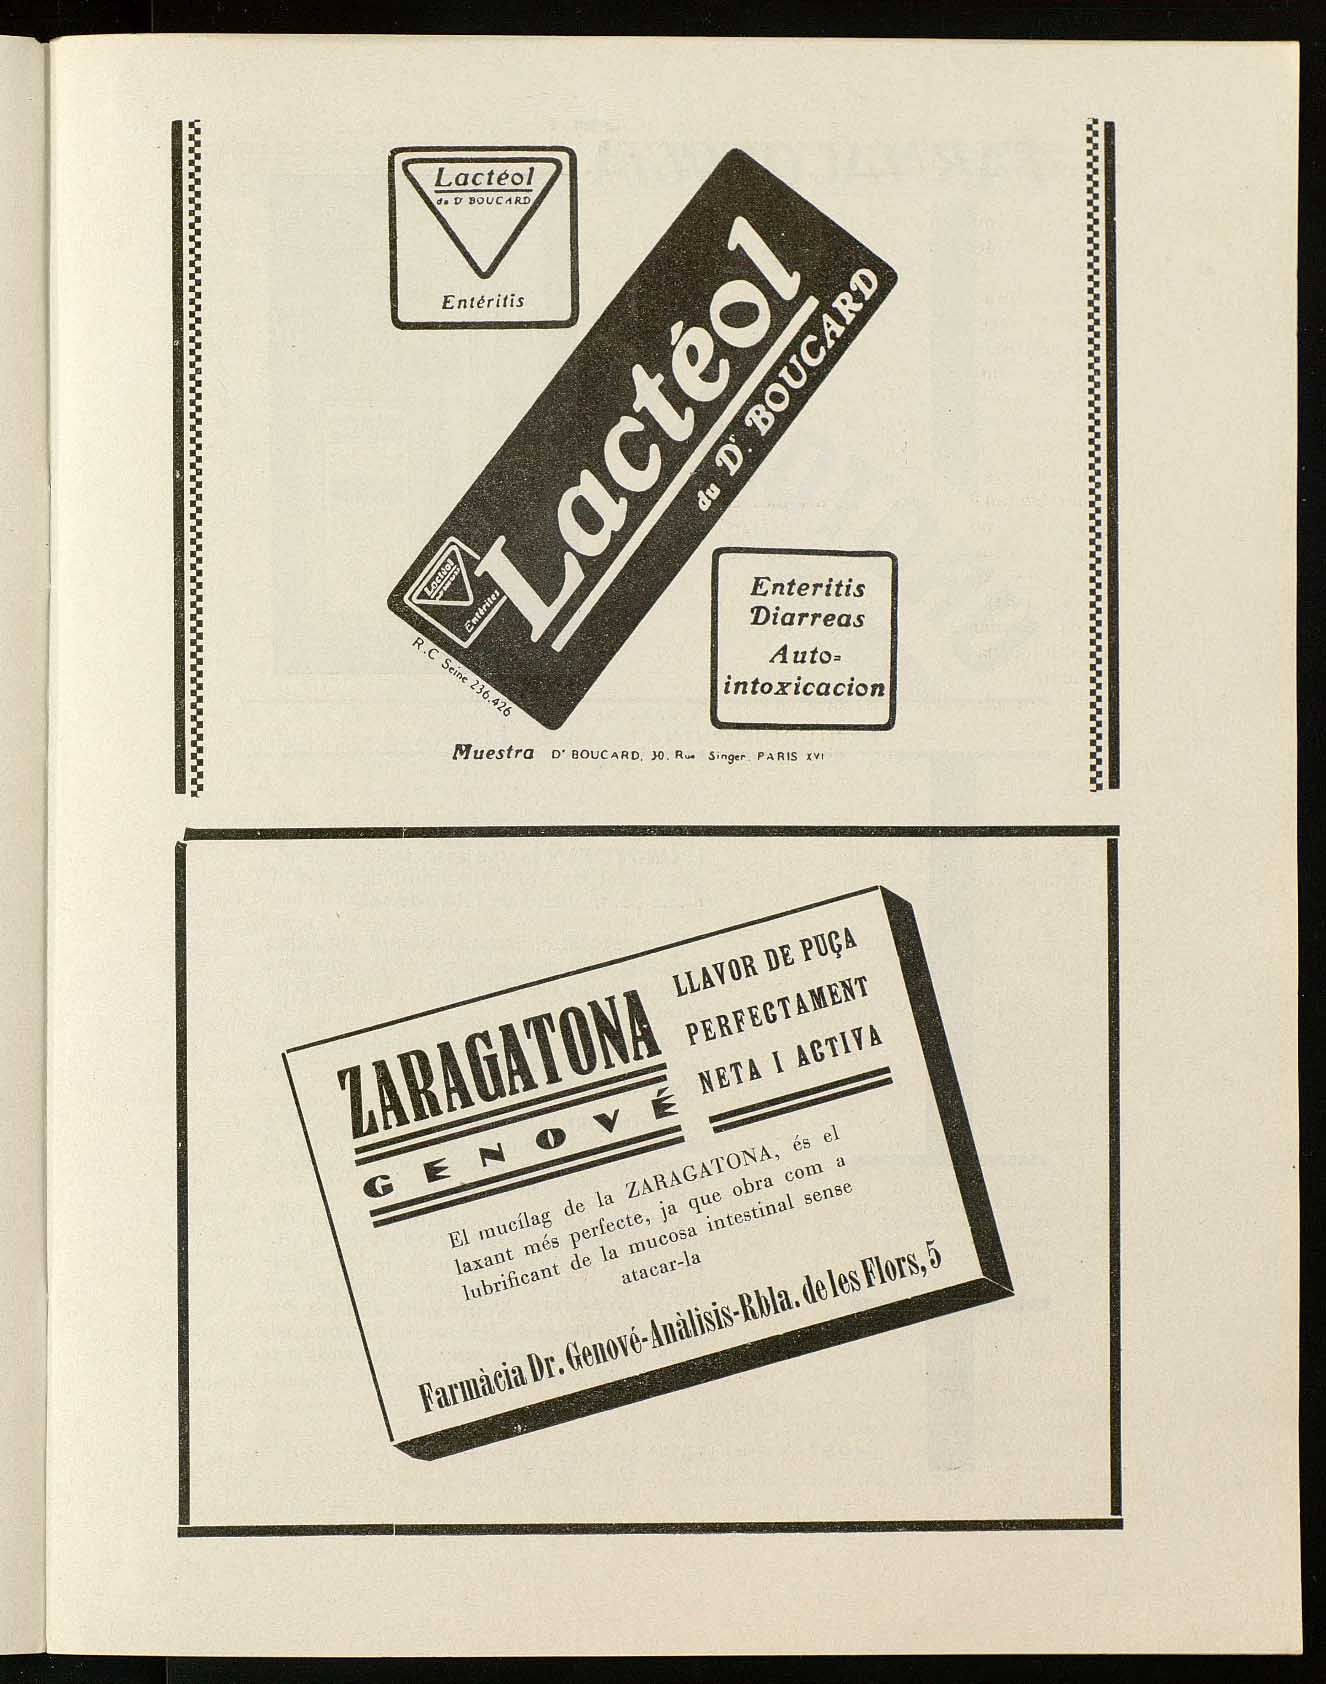 Lactéol
du Dr BOUCARD
Entéritis
Lactéol
du Dr. BOUCARD
Lactéol
Entérites
R.C Seine 236.426
Enteritis
Diarreas
Auto=
intoxicacion
Muestra Dr BOUCARD, 30, Rue Singer, PARIS XVI
ZARAGATONA
GENOVÉ
LLAVOR DE PUÇA
PERFECTAMENT
NETA I ACTIVA
El mucílag de la ZARAGATONA, és el
laxant més perfecte, ja que obra com a
lubrificant de la mucosa intestinal sense
atacar-la
Farmàcia Dr. Genové-Anàlisis-Rbla. de les Flors, 5